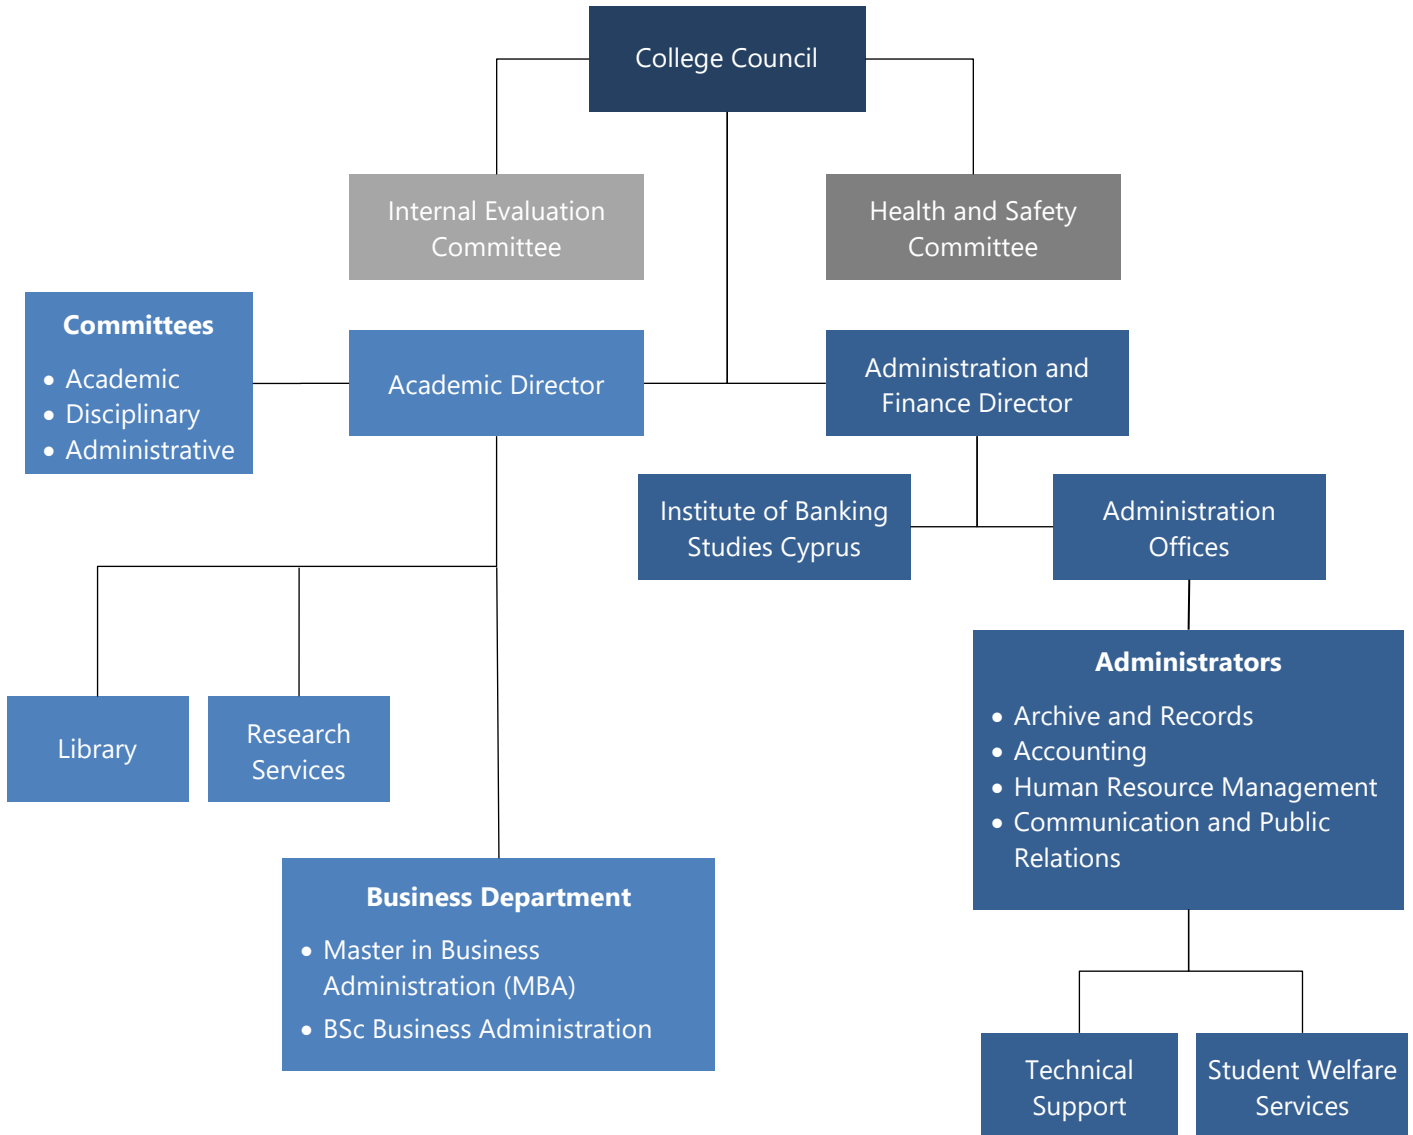 College Council
Internal Evaluation
Committee
Health and Safety
Committee
Committees
• Academic
• Disciplinary
• Administrative
Academic Director
Administration and
Finance Director
Institute of Banking
Studies Cyprus
Administration
Offices
Administrators
• Archive and Records
• Accounting
• Human Resource Management
• Communication and Public
Relations
Library
Research
Services
Business Department
• Master in Business
Administration (MBA)
• BSc Business Administration
Technical
Support
Student Welfare
Services